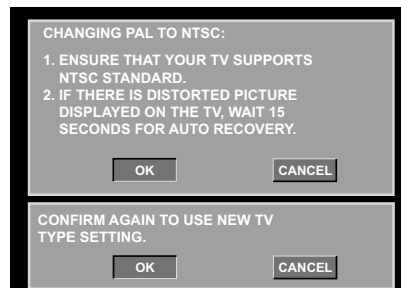 CHANGING PAL TO NTSC:
1. ENSURE THAT YOUR TV SUPPORTS
NTSC STANDARD.
2. IF THERE IS DISTORTED PICTURE
DISPLAYED ON THE TV, WAIT 15
SECONDS FOR AUTO RECOVERY.
OK CANCEL
CONFIRM AGAIN TO USE NEW TV
TYPE SETTING.
OK CANCEL